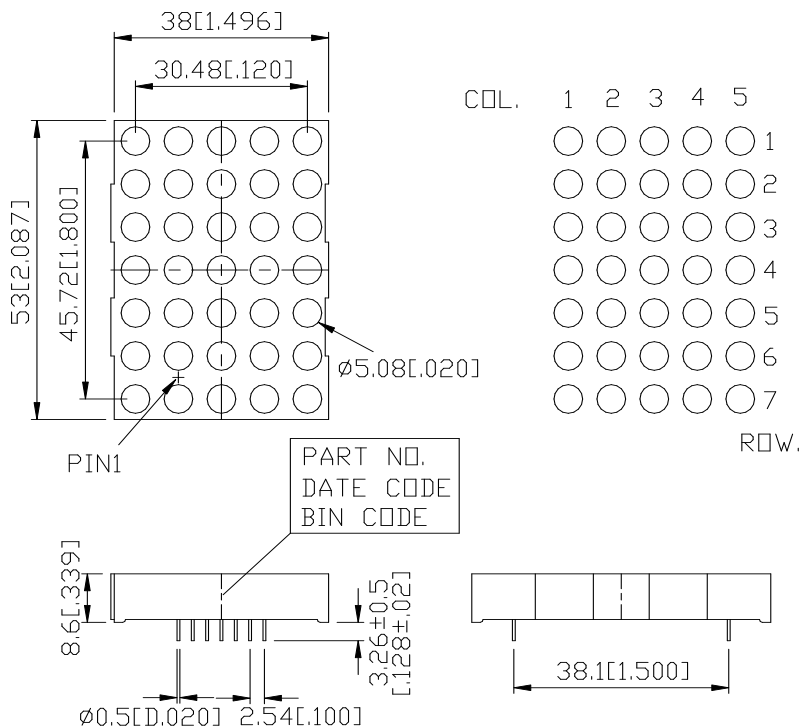 38[1.496]
30.48[.120]
COL. 1 2 3 4 5
1
2
3
4
5
6
7
ROW.
53[2.087]
45.72[1.800]
ø5.08[.020]
PIN1
PART NO.
DATE CODE
BIN CODE
8.6[.339]
3.26±0.5
[.128±.02]
38.1[1.500]
ø0.5[D.020]
2.54[.100]